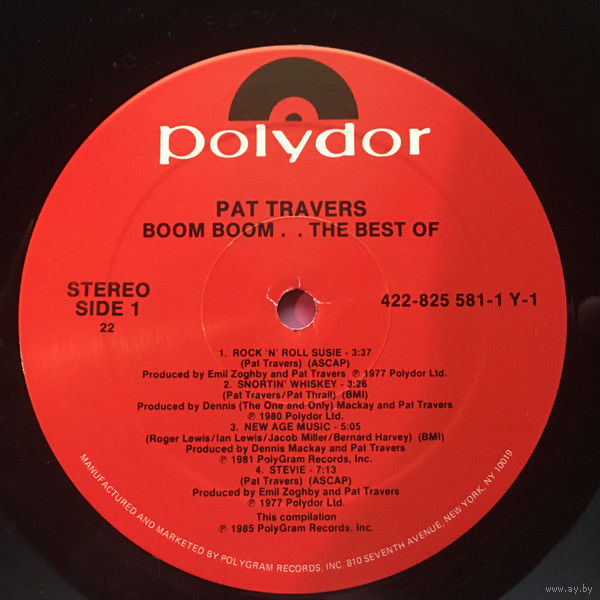 polydor
PAT TRAVERS
BOOM BOOM . . THE BEST OF
STEREO
SIDE 1
22
422-825 581-1 Y-1
1. ROCK 'N' ROLL SUSIE - 3:37
(Pat Travers) (ASCAP)
Produced by Emil Zoghby and Pat Travers ℗ 1977 Polydor Ltd.
2. SNORTIN' WHISKEY - 3:26
(Pat Travers/Pat Thrall) (BMI)
Produced by Dennis (The One and Only) Mackay and Pat Travers
℗ 1980 Polydor Ltd.
3. NEW AGE MUSIC - 5:05
(Roger Lewis/Ian Lewis/Jacob Miller/Bernard Harvey) (BMI)
Produced by Dennis Mackay and Pat Travers
℗ 1981 PolyGram Records, Inc.
4. STEVIE - 7:13
(Pat Travers) (ASCAP)
Produced by Emil Zoghby and Pat Travers
℗ 1977 Polydor Ltd.
This compilation
℗ 1985 PolyGram Records, Inc.
MANUFACTURED AND MARKETED BY POLYGRAM RECORDS, INC. 810 SEVENTH AVENUE, NEW YORK, NY 10019
www.ay.by